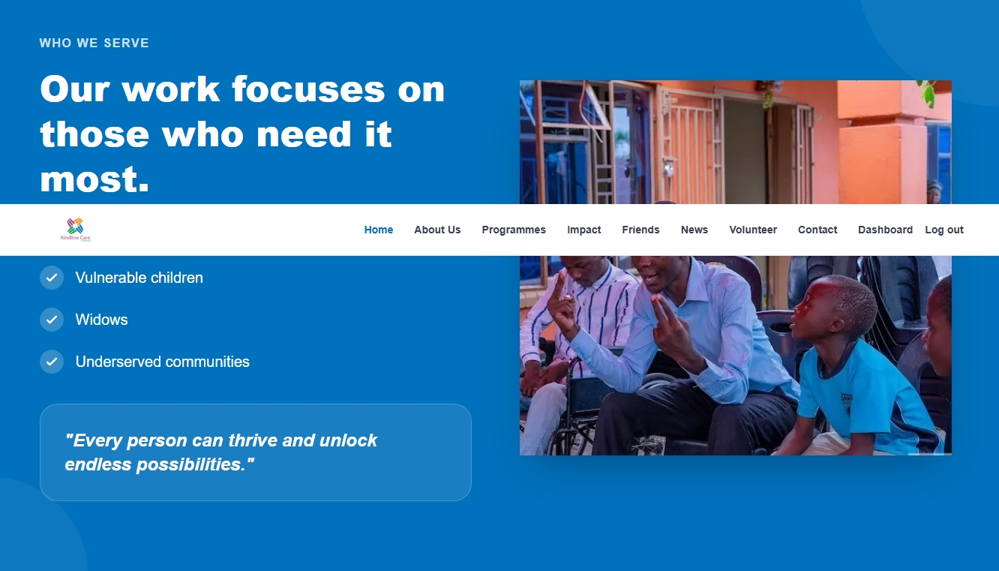 WHO WE SERVE
Our work focuses on
those who need it
most.
Kindline Care
Home About Us Programmes Impact Friends News Volunteer Contact Dashboard Log out
Vulnerable children
Widows
Underserved communities
"Every person can thrive and unlock
endless possibilities."